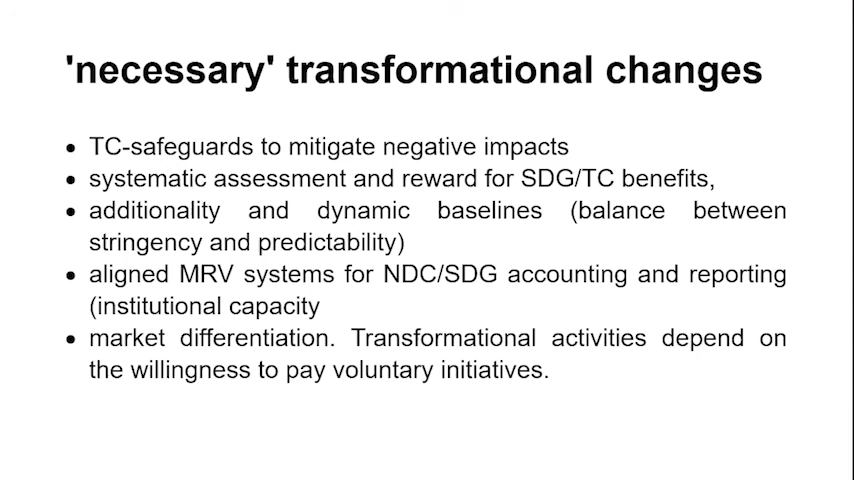 'necessary' transformational changes
• TC-safeguards to mitigate negative impacts
• systematic assessment and reward for SDG/TC benefits,
• additionality and dynamic baselines (balance between
stringency and predictability)
• aligned MRV systems for NDC/SDG accounting and reporting
(institutional capacity
• market differentiation. Transformational activities depend on
the willingness to pay voluntary initiatives.